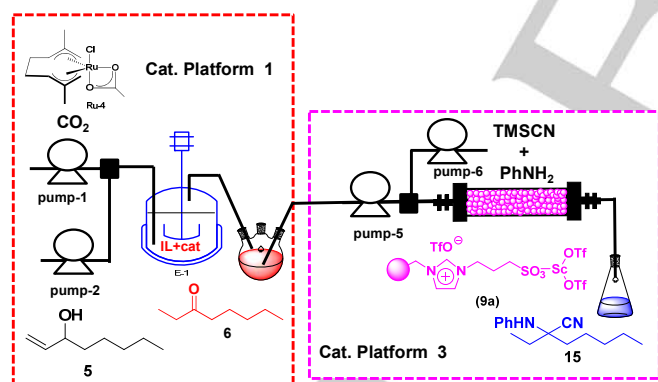 Cl
Ru
O
O
Ru-4
Cat. Platform 1
CO2
pump-1
pump-2
IL+cat
E-1
OH
5
O
6
pump-5
pump-6
TMSCN
+
PhNH2
TfO⊖
N
N
+
SO3
Sc
OTf
OTf
(9a)
PhHN
CN
15
Cat. Platform 3